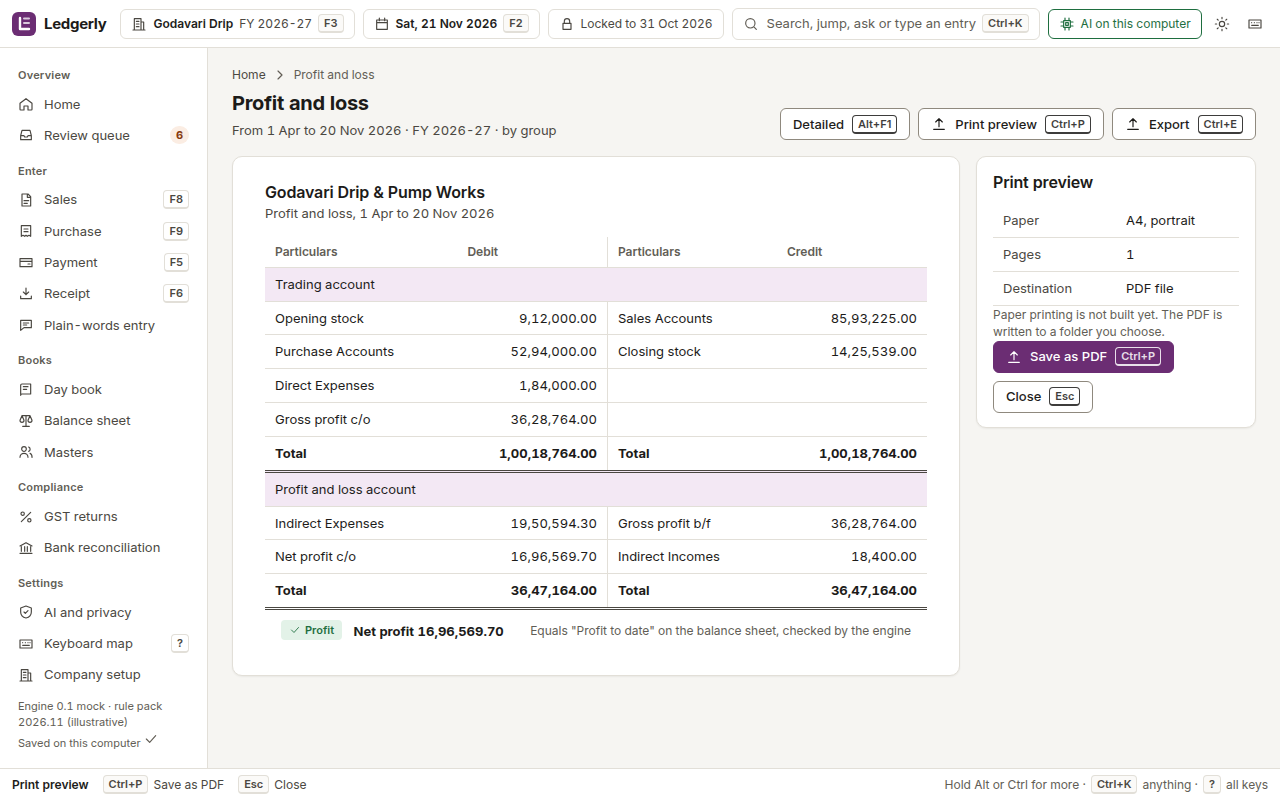 Ledgerly
Godavari Drip FY 2026-27 F3
Sat, 21 Nov 2026 F2
Locked to 31 Oct 2026
Search, jump, ask or type an entry Ctrl+K
AI on this computer
Overview
Home
Review queue 6
Enter
Sales F8
Purchase F9
Payment F5
Receipt F6
Plain-words entry
Books
Day book
Balance sheet
Masters
Compliance
GST returns
Bank reconciliation
Settings
AI and privacy
Keyboard map ?
Company setup
Engine 0.1 mock · rule pack
2026.11 (illustrative)
Saved on this computer
Home Profit and loss
Profit and loss
From 1 Apr to 20 Nov 2026 · FY 2026-27 · by group
Detailed Alt+F1
Print preview Ctrl+P
Export Ctrl+E
Godavari Drip & Pump Works
Profit and loss, 1 Apr to 20 Nov 2026
Particulars Debit Particulars Credit
Trading account
Opening stock 9,12,000.00 Sales Accounts 85,93,225.00
Purchase Accounts 52,94,000.00 Closing stock 14,25,539.00
Direct Expenses 1,84,000.00
Gross profit c/o 36,28,764.00
Total 1,00,18,764.00 Total 1,00,18,764.00
Profit and loss account
Indirect Expenses 19,50,594.30 Gross profit b/f 36,28,764.00
Net profit c/o 16,96,569.70 Indirect Incomes 18,400.00
Total 36,47,164.00 Total 36,47,164.00
Profit Net profit 16,96,569.70 Equals "Profit to date" on the balance sheet, checked by the engine
Print preview
Paper A4, portrait
Pages 1
Destination PDF file
Paper printing is not built yet. The PDF is
written to a folder you choose.
Save as PDF Ctrl+P
Close Esc
Print preview Ctrl+P Save as PDF Esc Close
Hold Alt or Ctrl for more · Ctrl+K anything · ? all keys